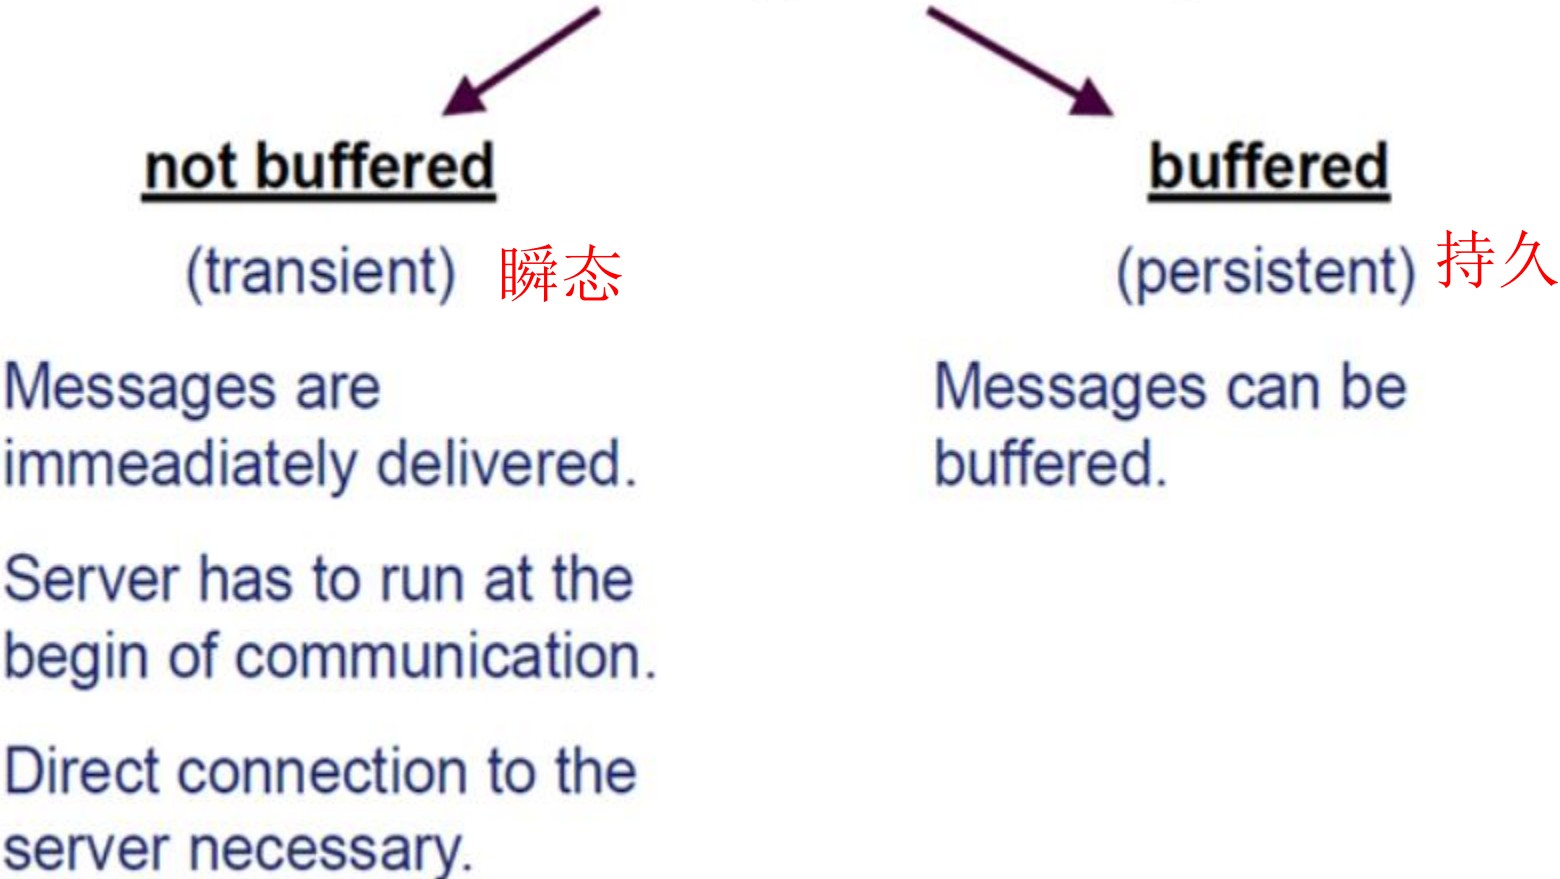 not buffered
(transient) 瞬态
Messages are
immeadiately delivered.
Server has to run at the
begin of communication.
Direct connection to the
server necessary.
buffered
(persistent) 持久
Messages can be
buffered.